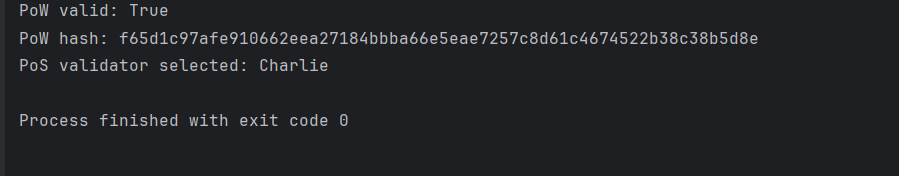 PoW valid: True
PoW hash: f65d1c97afe910662eea27184bbba66e5eae7257c8d61c4674522b38c38b5d8e
PoS validator selected: Charlie
Process finished with exit code 0